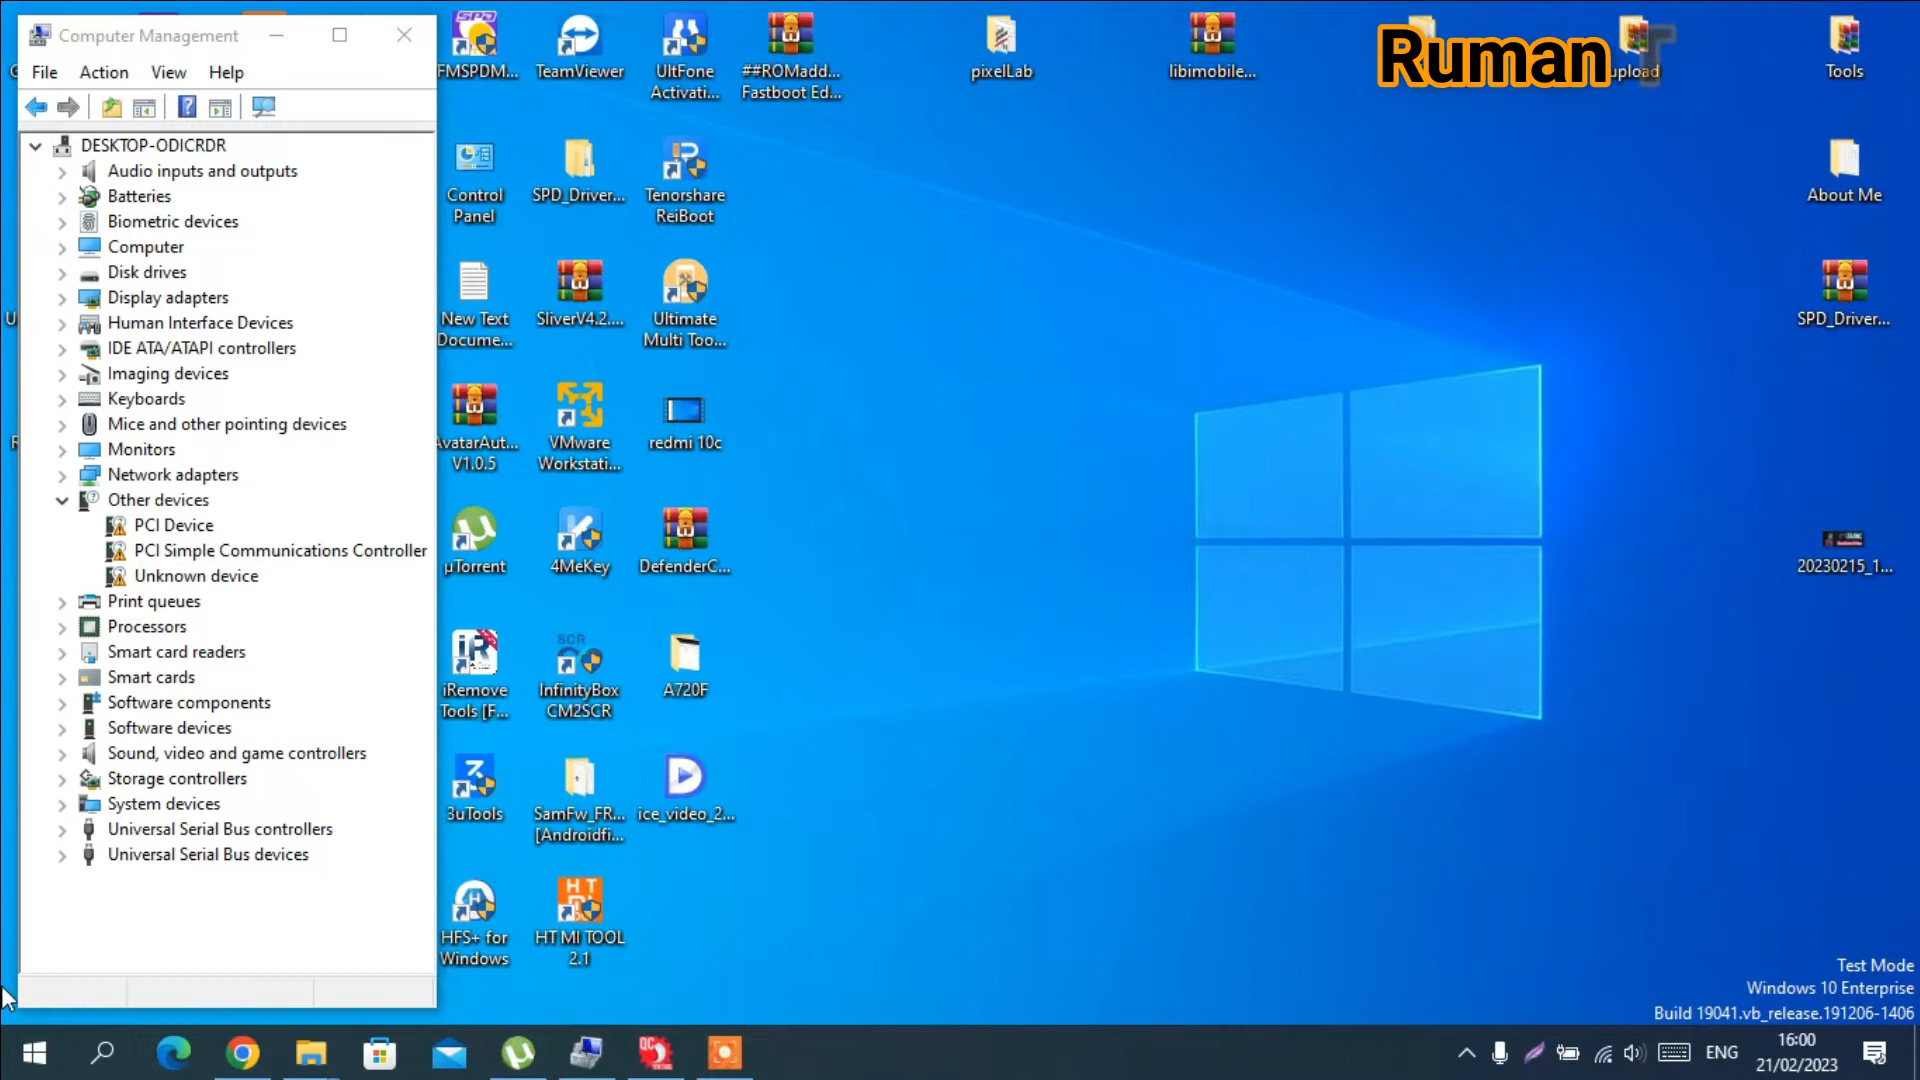 Computer Management
File Action View Help
DESKTOP-ODICRDR
Audio inputs and outputs
Batteries
Biometric devices
Computer
Disk drives
Display adapters
Human Interface Devices
IDE ATA/ATAPI controllers
Imaging devices
Keyboards
Mice and other pointing devices
Monitors
Network adapters
Other devices
PCI Device
PCI Simple Communications Controller
Unknown device
Print queues
Processors
Smart card readers
Smart cards
Software components
Software devices
Sound, video and game controllers
Storage controllers
System devices
Universal Serial Bus controllers
Universal Serial Bus devices
FMSPDM...
TeamViewer
UltFone
Activati...
##ROMadd...
Fastboot Ed...
pixelLab
libimobile...
Ruman
upload
Tools
Control
Panel
SPD_Driver...
Tenorshare
ReiBoot
About Me
New Text
Docume...
SliverV4.2....
Ultimate
Multi Too...
SPD_Driver...
AvatarAut...
V1.0.5
VMware
Workstati...
redmi 10c
µTorrent
4MeKey
DefenderC...
20230215_1...
iRemove
Tools [F...
SCR
InfinityBox
CM2SCR
A720F
3uTools
SamFw_FR...
[Androidfi...
ice_video_2...
HFS+ for
Windows
HT MI TOOL
2.1
Test Mode
Windows 10 Enterprise
Build 19041.vb_release.191206-1406
ENG
16:00
21/02/2023